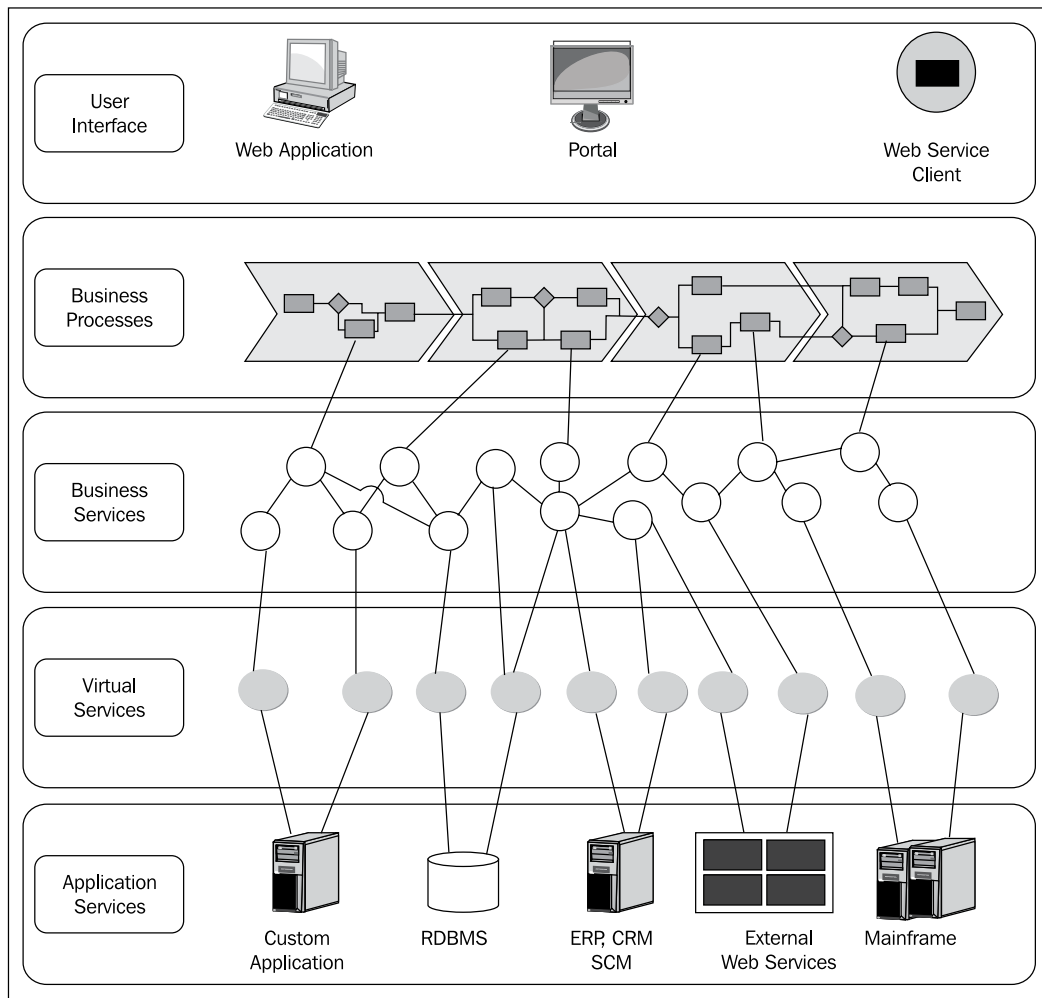 User
Interface
Web Application
Portal
Web Service
Client
Business
Processes
Business
Services
Virtual
Services
Application
Services
Custom
Application
RDBMS
ERP, CRM
SCM
External
Web Services
Mainframe